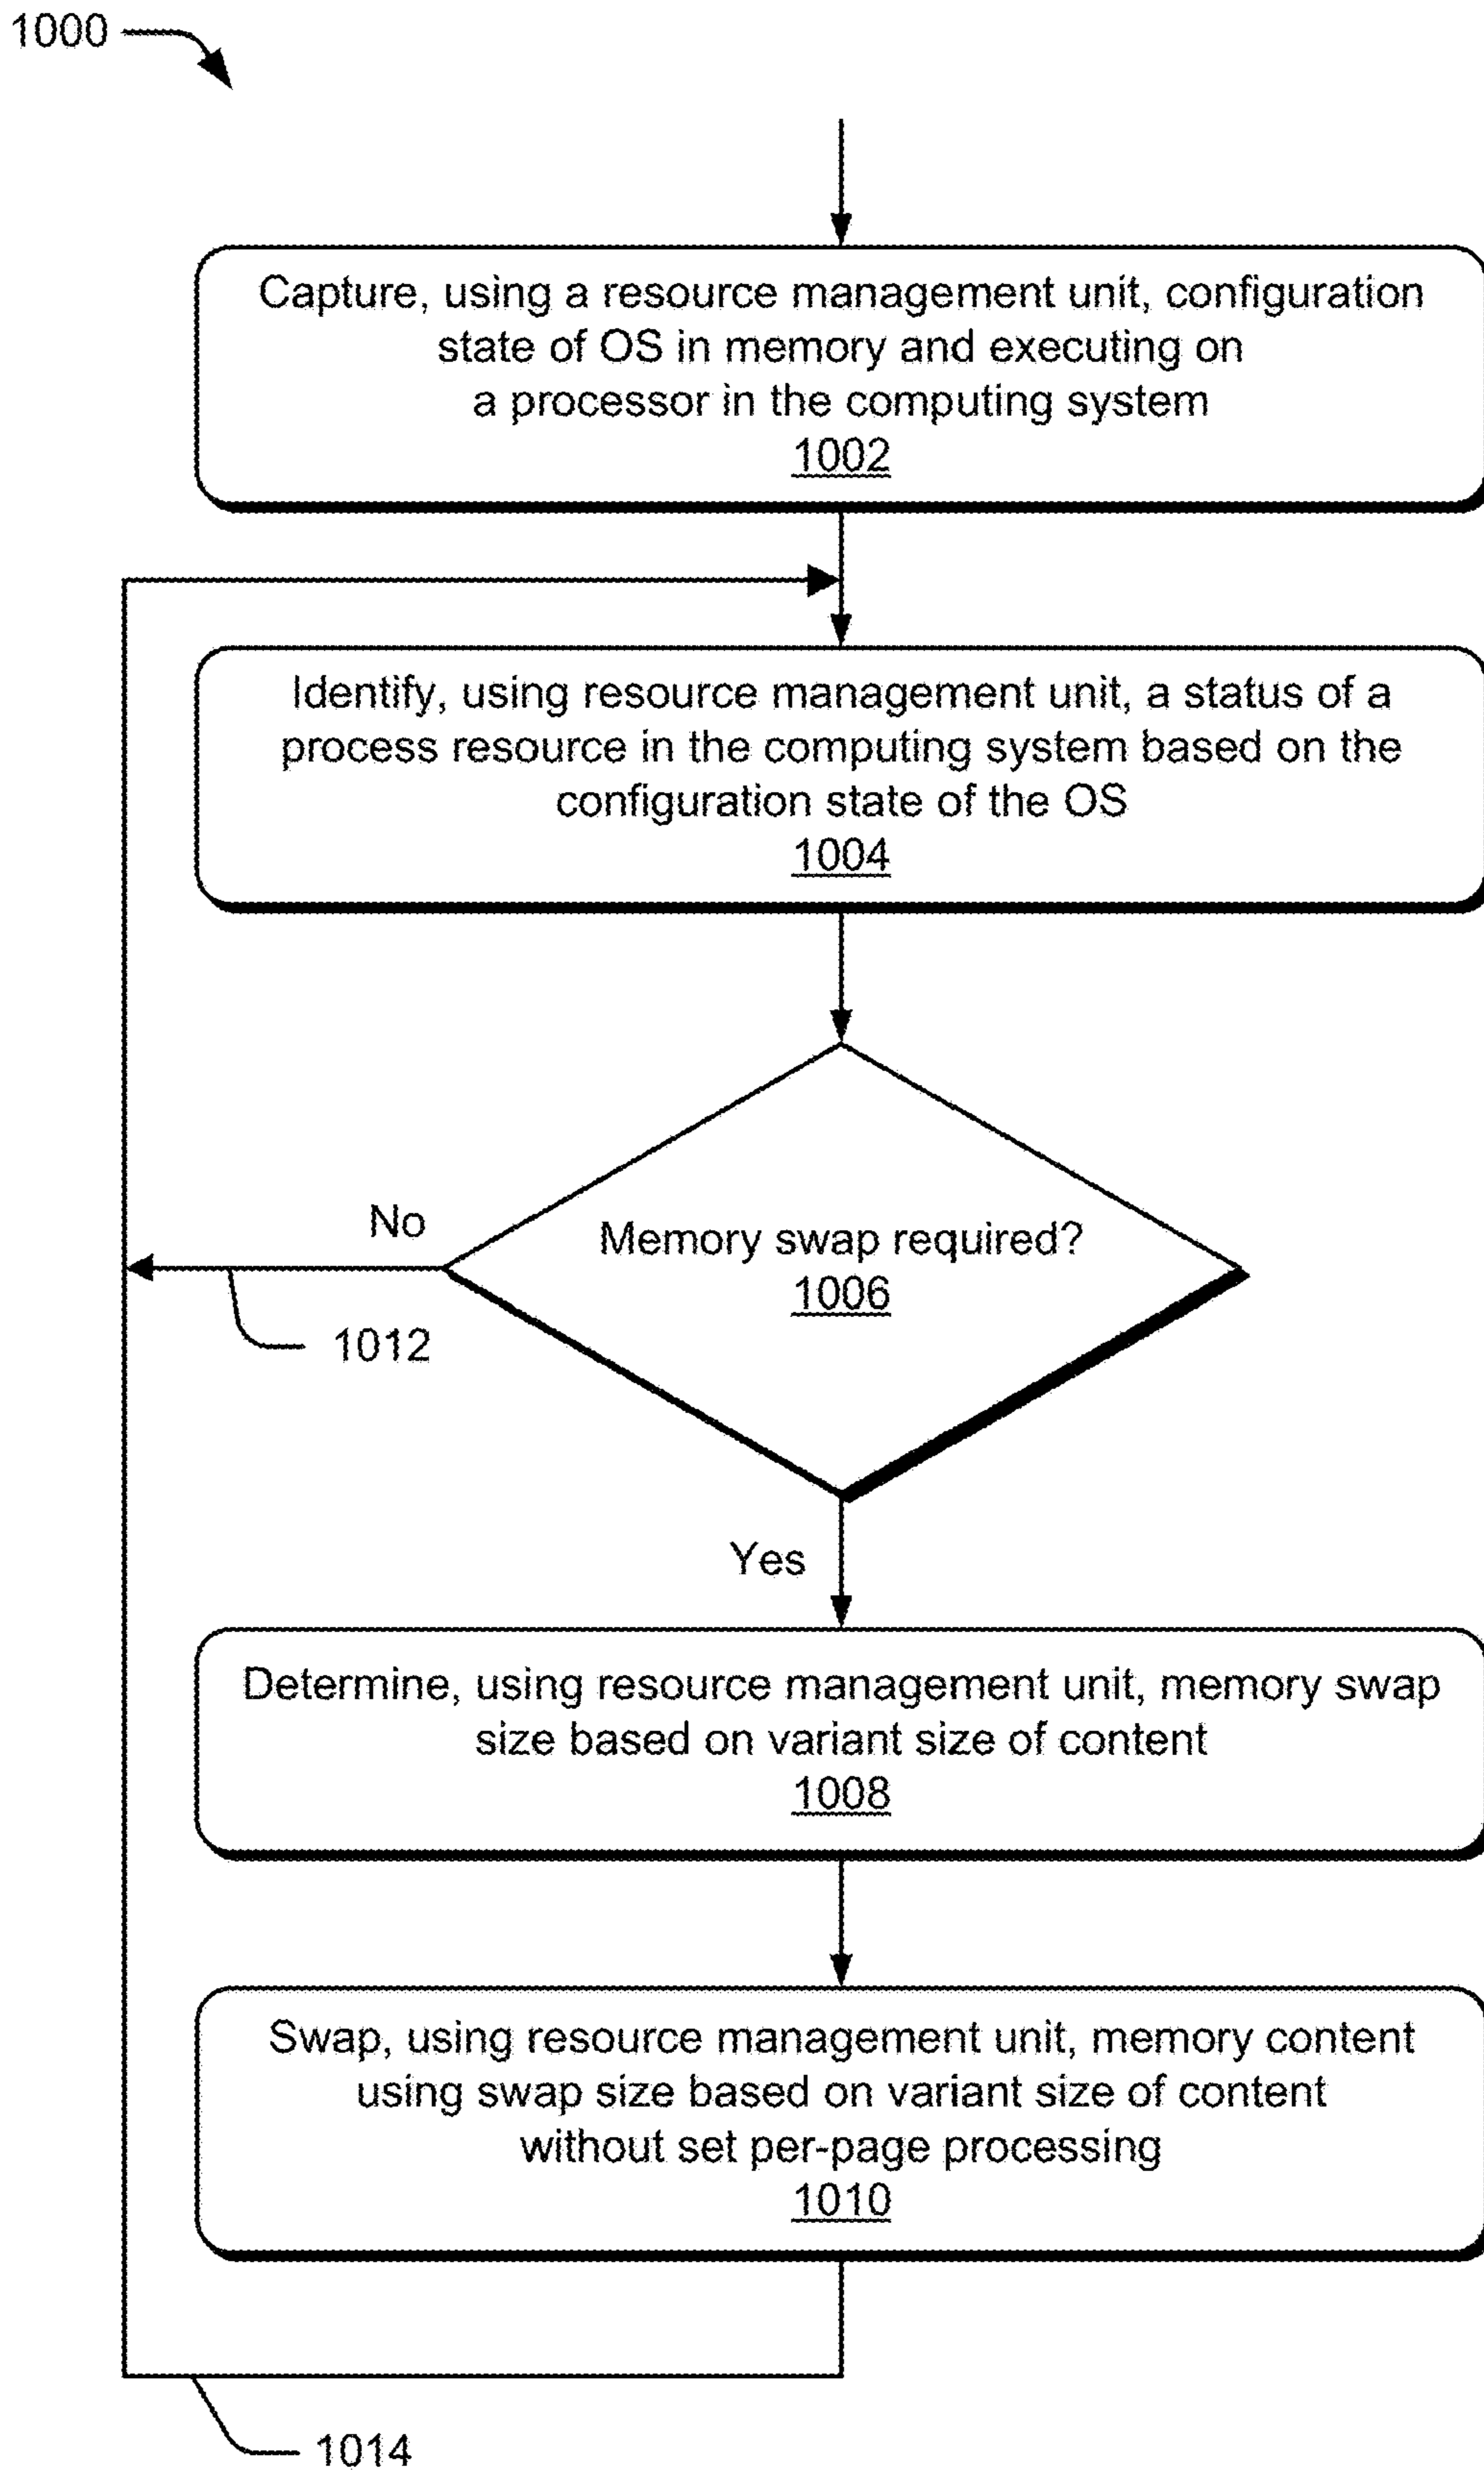 1000
Capture, using a resource management unit, configuration
state of OS in memory and executing on
a processor in the computing system
1002
Identify, using resource management unit, a status of a
process resource in the computing system based on the
configuration state of the OS
1004
No
Memory swap required?
1006
1012
Yes
Determine, using resource management unit, memory swap
size based on variant size of content
1008
Swap, using resource management unit, memory content
using swap size based on variant size of content
without set per-page processing
1010
1014